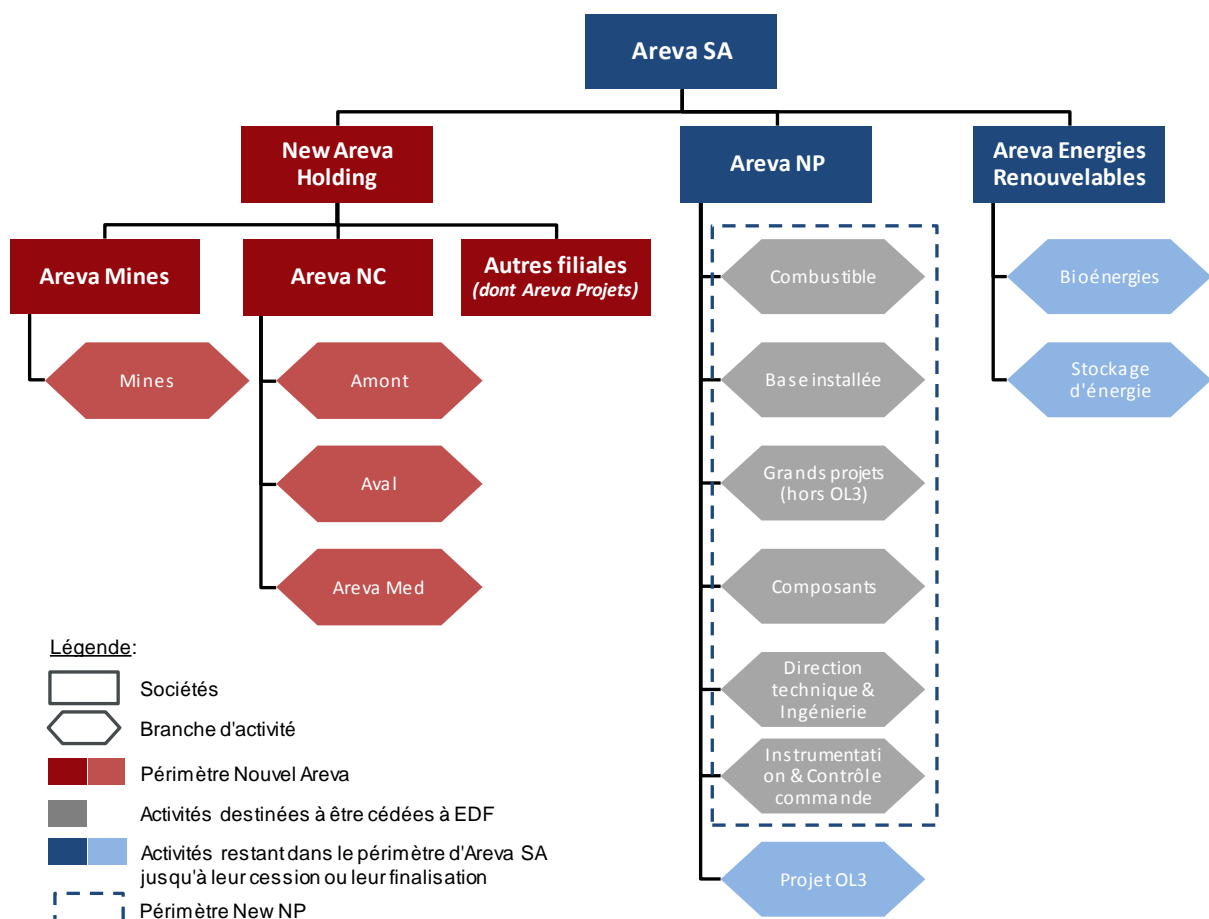 Areva SA
New Areva
Holding
Areva NP
Areva Energies
Renouvelables
Areva Mines
Areva NC
Autres filiales
(dont Areva Projets)
Mines
Amont
Aval
Areva Med
Combustible
Base installée
Grands projets
(hors OL3)
Composants
Direction
technique &
Ingénierie
Instrumentati
on & Contrôle
commande
Projet OL3
Bioénergies
Stockage
d'énergie
Légende:
Sociétés
Branche d'activité
Périmètre Nouvel Areva
Activités destinées à être cédées à EDF
Activités restant dans le périmètre d'Areva SA
jusqu'à leur cession ou leur finalisation
Périmètre New NP